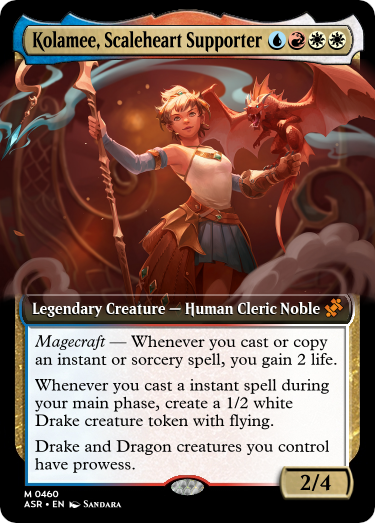 Kolamee, Scaleheart Supporter
Legendary Creature — Human Cleric Noble
Magecraft — Whenever you cast or copy
an instant or sorcery spell, you gain 2 life.
Whenever you cast a instant spell during
your main phase, create a 1/2 white
Drake creature token with flying.
Drake and Dragon creatures you control
have prowess.
2/4
M 0460
ASR • EN Sandara